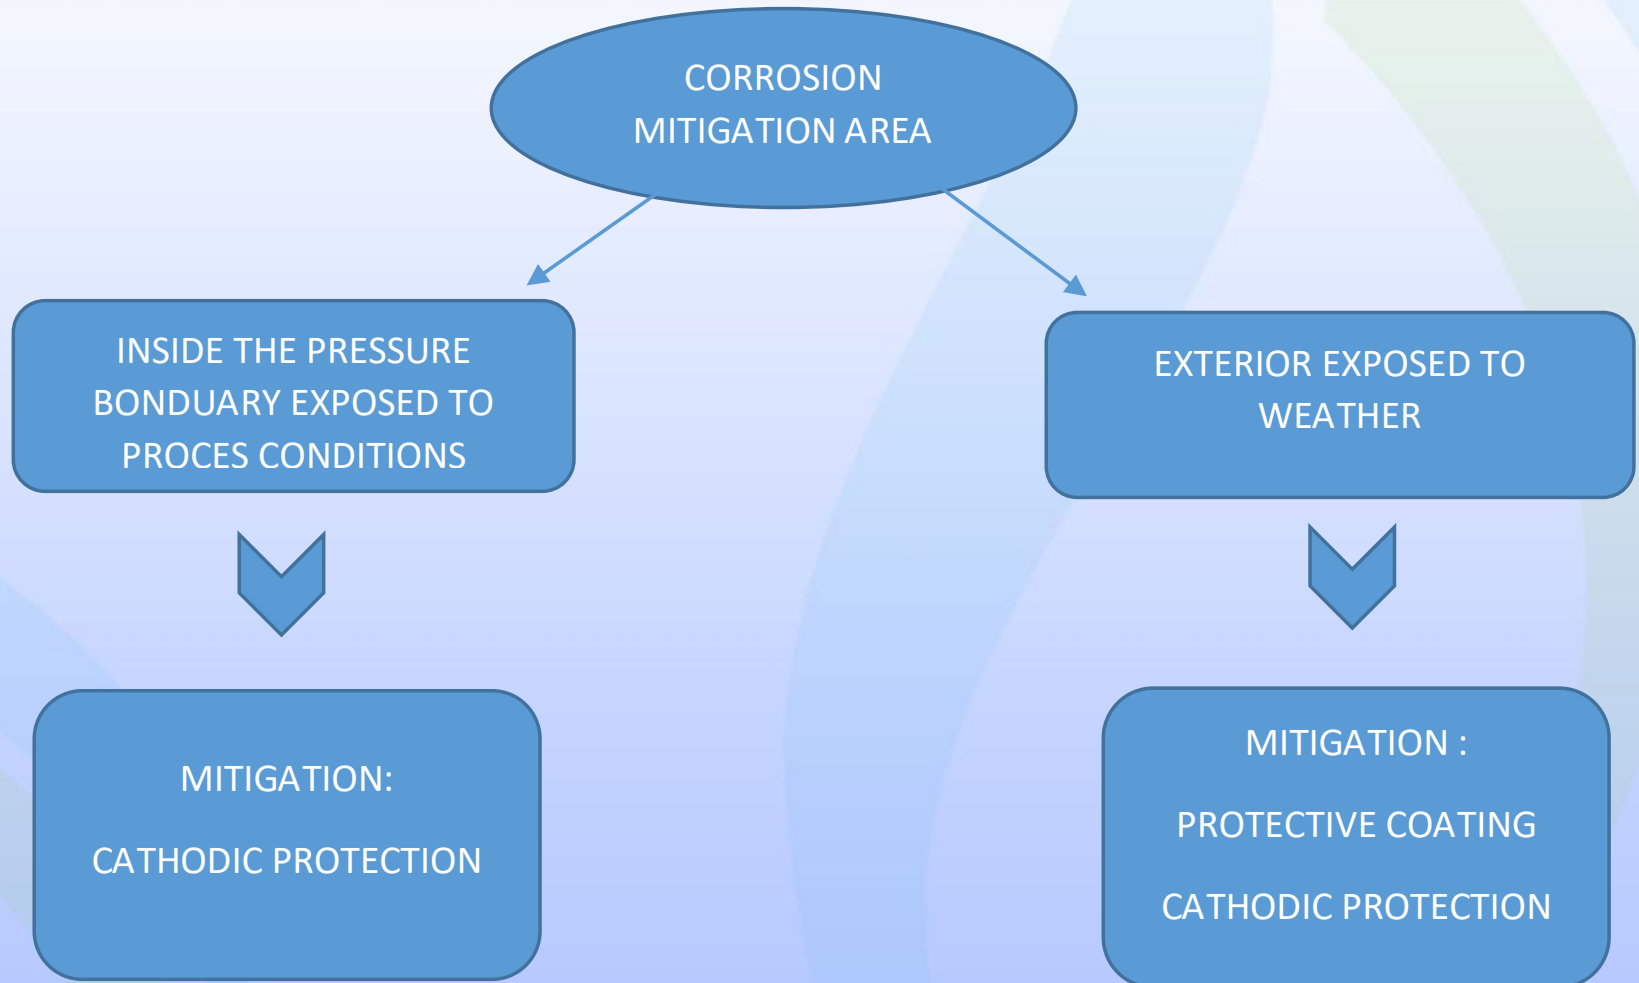 CORROSION
MITIGATION AREA
INSIDE THE PRESSURE
BONDUARY EXPOSED TO
PROCES CONDITIONS
EXTERIOR EXPOSED TO
WEATHER
MITIGATION:
CATHODIC PROTECTION
MITIGATION :
PROTECTIVE COATING
CATHODIC PROTECTION